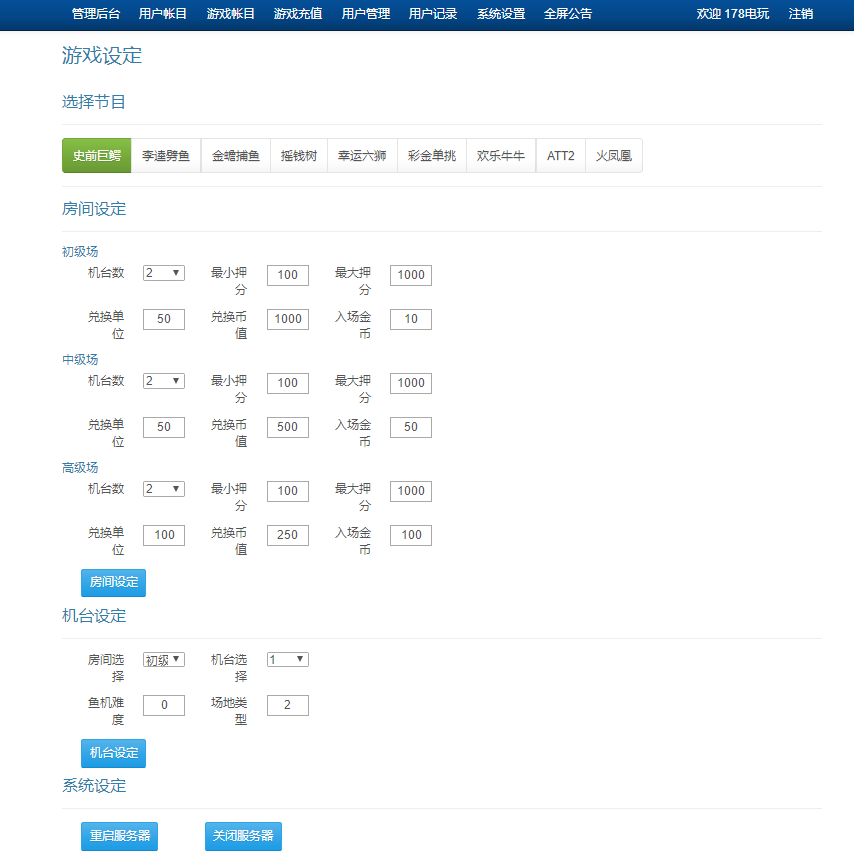 管理后台 用户帐目 游戏帐目 游戏充值 用户管理 用户记录 系统设置 全屏公告 欢迎 178电玩 注销
游戏设定
选择节目
史前巨鳄 李逵劈鱼 金蟾捕鱼 摇钱树 幸运六狮 彩金单挑 欢乐牛牛 ATT2 火凤凰
房间设定
初级场
机台数 2 最小押分 100 最大押分 1000
兑换单位 50 兑换币值 1000 入场金币 10
中级场
机台数 2 最小押分 100 最大押分 1000
兑换单位 50 兑换币值 500 入场金币 50
高级场
机台数 2 最小押分 100 最大押分 1000
兑换单位 100 兑换币值 250 入场金币 100
房间设定
机台设定
房间选择 初级 机台选择 1
鱼机难度 0 场地类型 2
机台设定
系统设定
重启服务器 关闭服务器